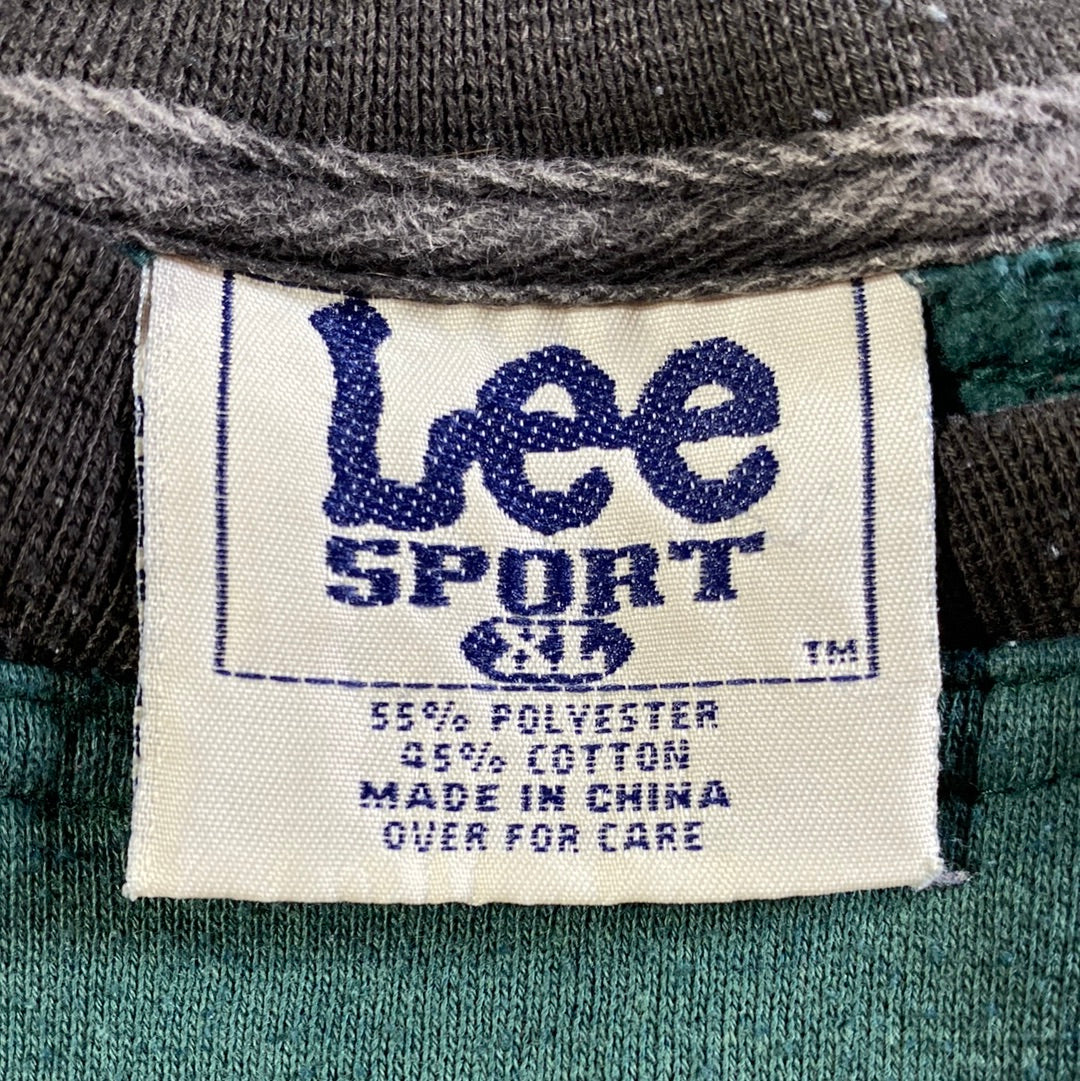 Lee
SPORT
XL
TM
55% POLYESTER
45% COTTON
MADE IN CHINA
OVER FOR CARE